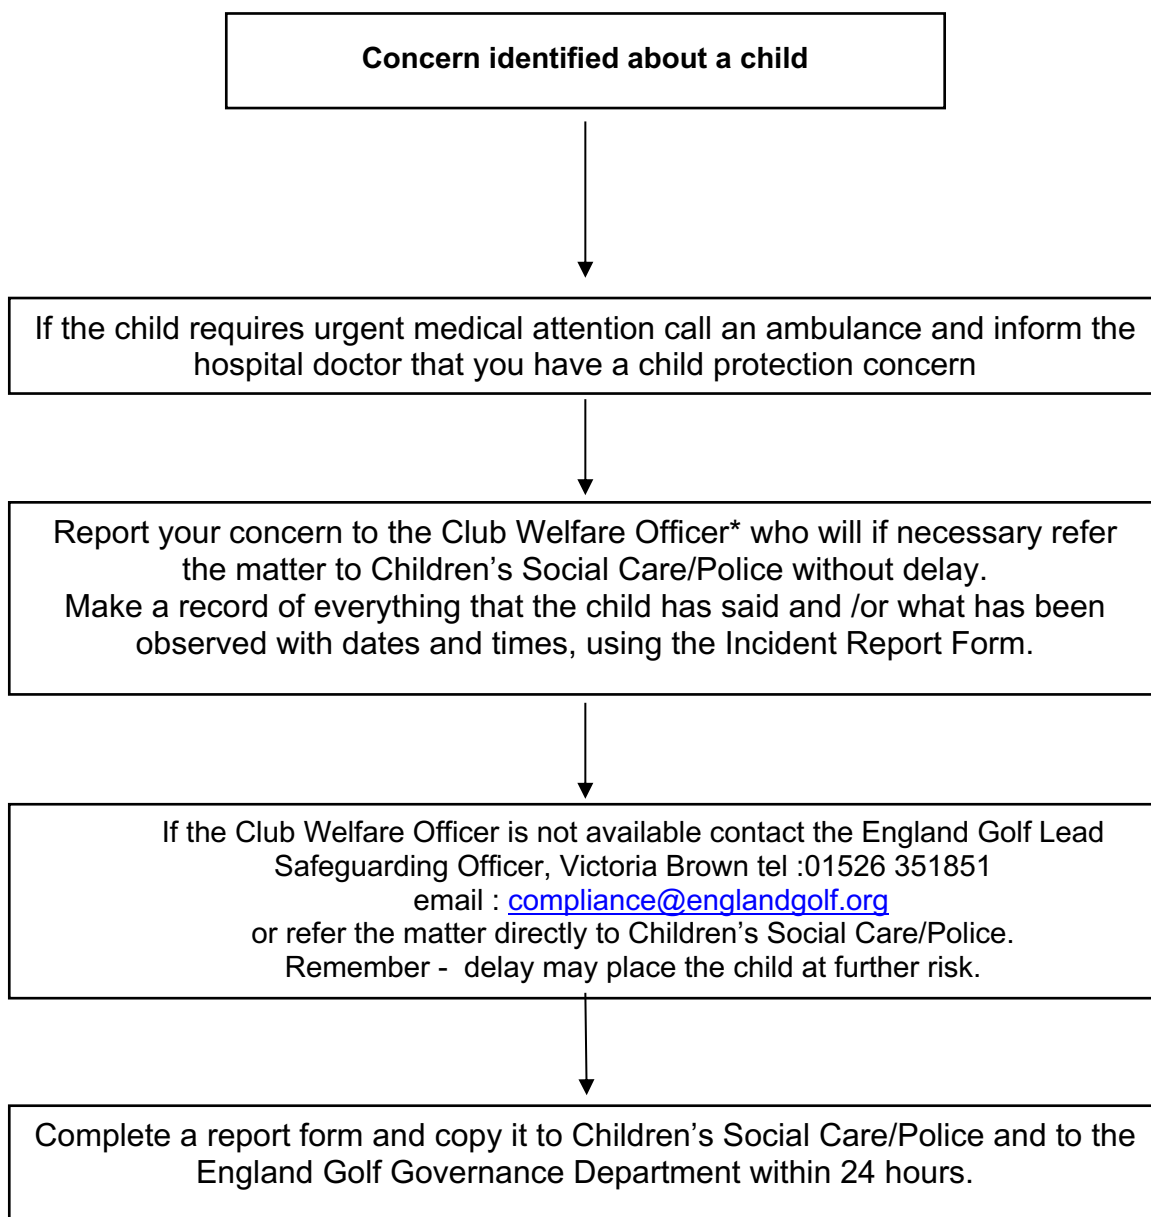 Concern identified about a child
If the child requires urgent medical attention call an ambulance and inform the
hospital doctor that you have a child protection concern
Report your concern to the Club Welfare Officer* who will if necessary refer
the matter to Children’s Social Care/Police without delay.
Make a record of everything that the child has said and /or what has been
observed with dates and times, using the Incident Report Form.
If the Club Welfare Officer is not available contact the England Golf Lead
Safeguarding Officer, Victoria Brown tel :01526 351851
email : compliance@englandgolf.org
or refer the matter directly to Children’s Social Care/Police.
Remember -  delay may place the child at further risk.
Complete a report form and copy it to Children’s Social Care/Police and to the
England Golf Governance Department within 24 hours.